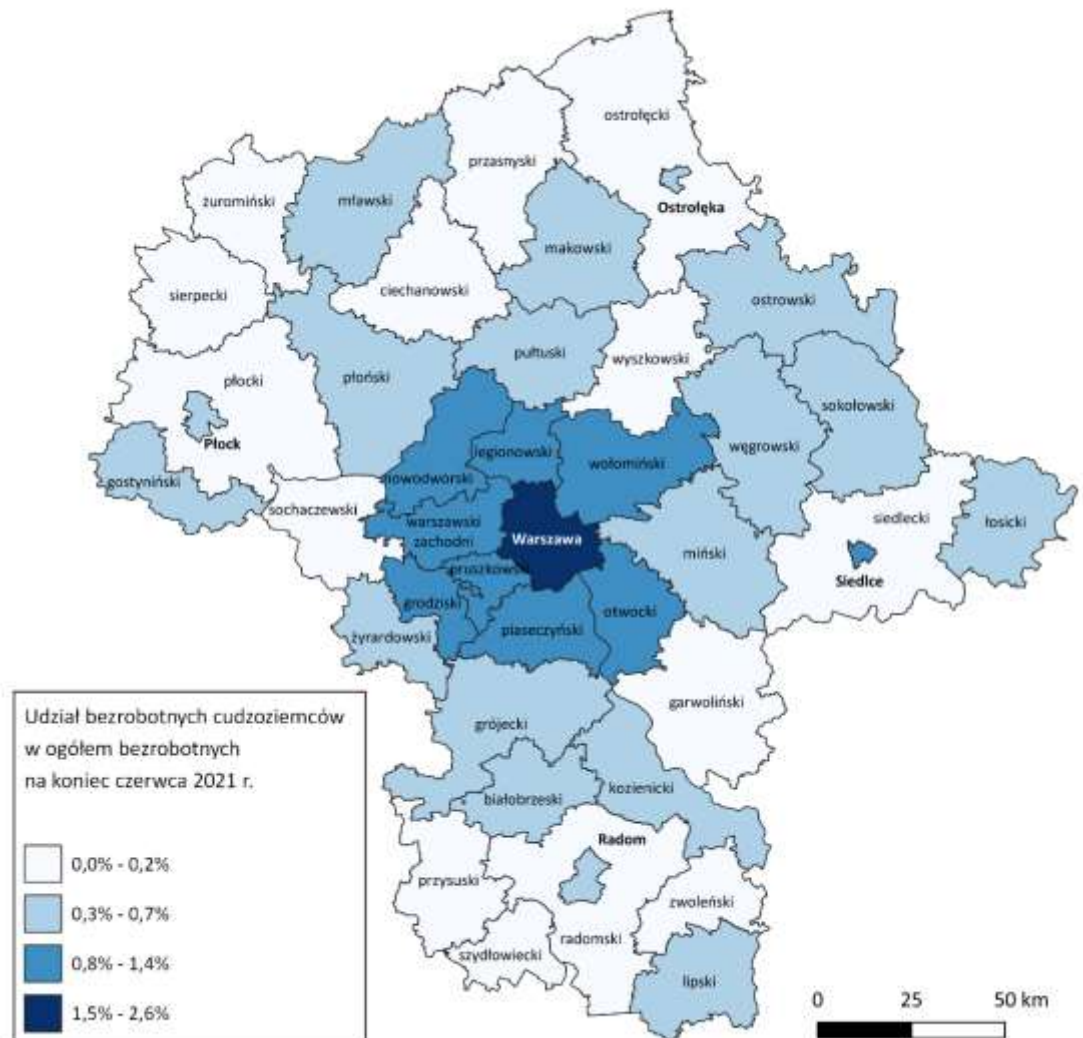 ostrołęcki
przasnyski
żuromiński
mławski
Ostrołęka
makowski
sierpecki
ciechanowski
ostrowski
pułtuski
wyszkowski
płocki
płoński
sokołowski
Płock
legionowski
wołomiński
węgrowski
gostyniński
nowodworski
sochaczewski
warszawski
zachodni
Warszawa
siedlecki
łosicki
miński
pruszkow
Siedlce
grodziski
otwocki
piaseczyński
żyrardowski
garwoliński
grójecki
kozienicki
białobrzeski
Radom
przysuski
zwoleński
radomski
szydłowiecki
lipski
Udział bezrobotnych cudzoziemców
w ogółem bezrobotnych
na koniec czerwca 2021 r.
0,0% - 0,2%
0,3% - 0,7%
0,8% - 1,4%
1,5% - 2,6%
0 25 50 km